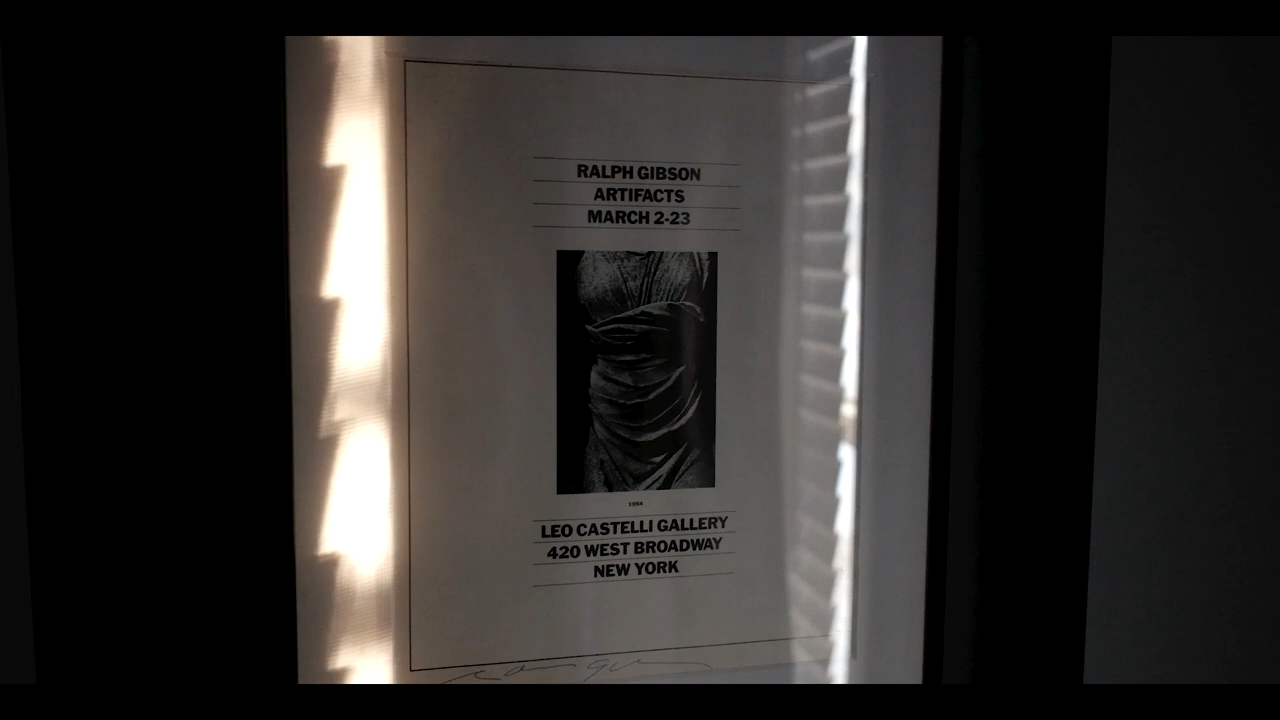 RALPH GIBSON
ARTIFACTS
MARCH 2-23
1984
LEO CASTELLI GALLERY
420 WEST BROADWAY
NEW YORK